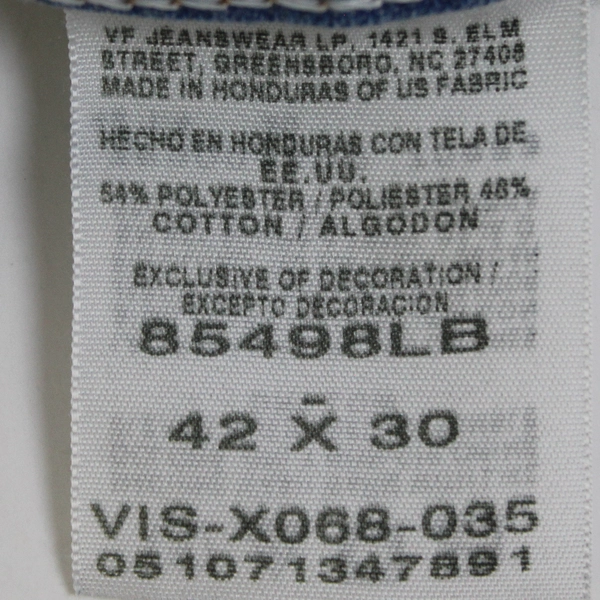 VF JEANSWEAR LP, 1421 S. ELM
STREET, GREENSBORO, NC 27406
MADE IN HONDURAS OF US FABRIC
HECHO EN HONDURAS CON TELA DE
EE.UU.
54% POLYESTER / POLIESTER 46%
COTTON / ALGODON
EXCLUSIVE OF DECORATION /
EXCEPTO DECORACION
85498LB
42 X 30
VIS-X068-035
051071347891